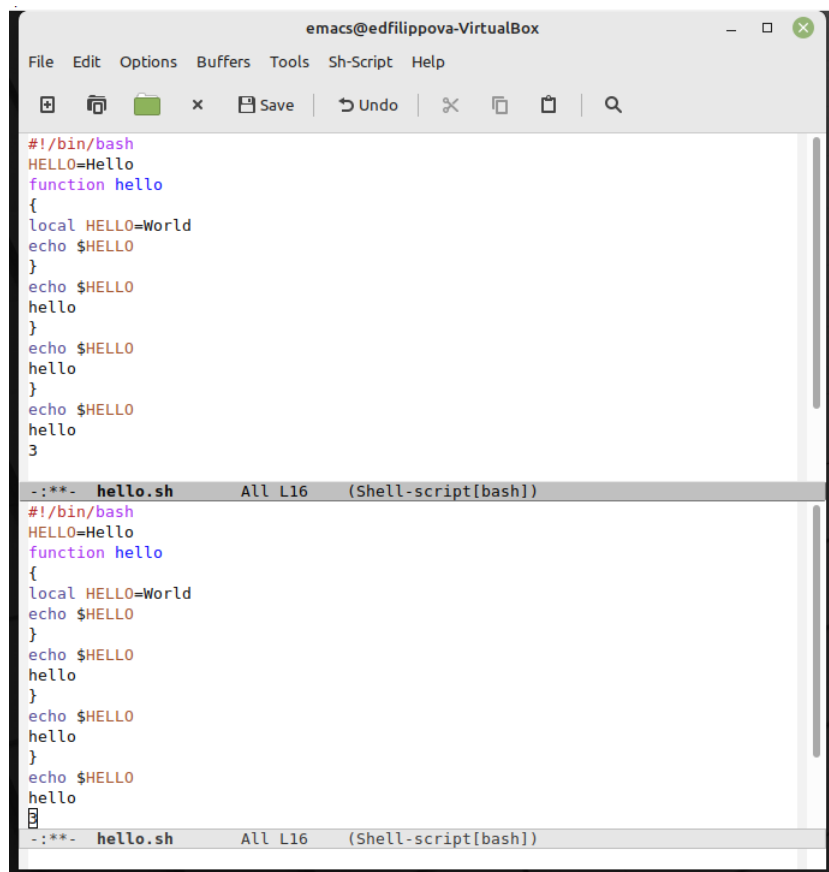 emacs@edfilippova-VirtualBox
File Edit Options Buffers Tools Sh-Script Help
Save Undo
#!/bin/bash
HELLO=Hello
function hello
{
local HELLO=World
echo $HELLO
}
echo $HELLO
hello
}
echo $HELLO
hello
}
echo $HELLO
hello
3
-:**- hello.sh All L16 (Shell-script[bash])
#!/bin/bash
HELLO=Hello
function hello
{
local HELLO=World
echo $HELLO
}
echo $HELLO
hello
}
echo $HELLO
hello
}
echo $HELLO
hello
3
-:**- hello.sh All L16 (Shell-script[bash])